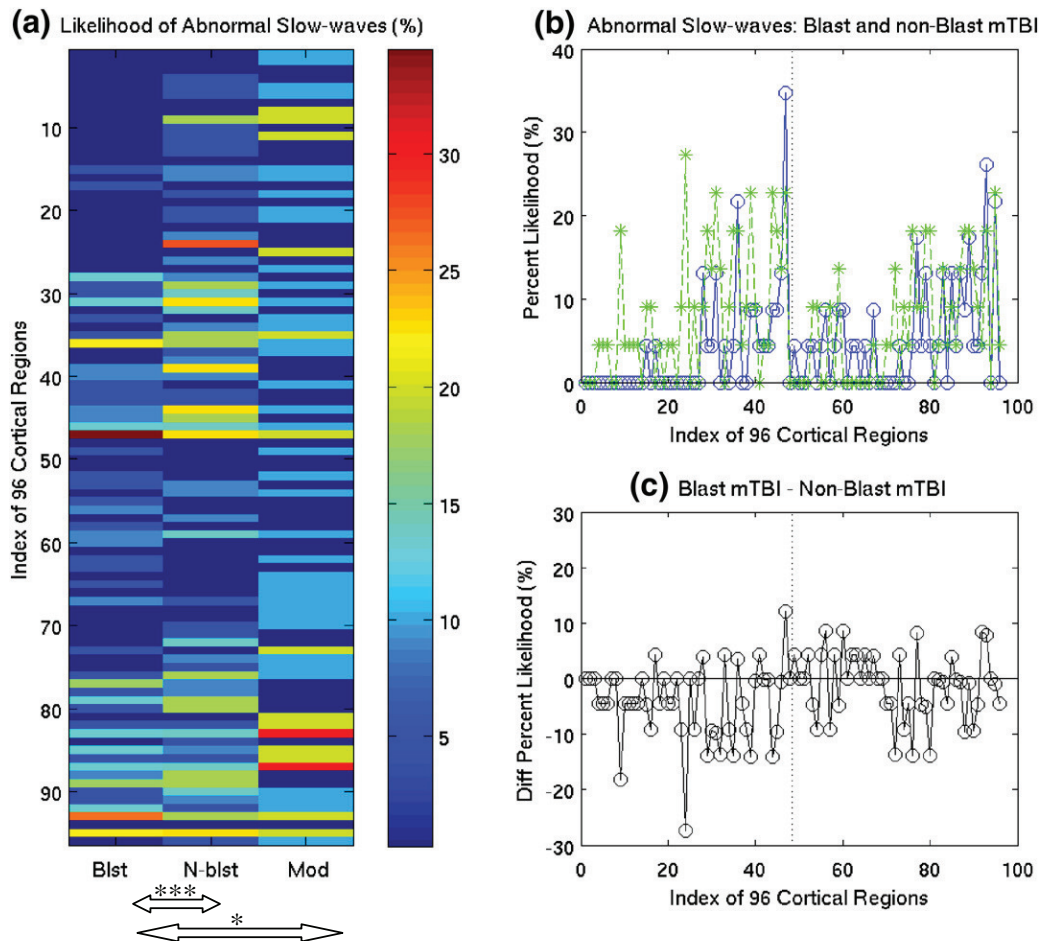 (a) Likelihood of Abnormal Slow-waves (%)
10
20
30
40
50
60
70
80
90
Index of 96 Cortical Regions
Blst N-blst Mod
***
*
30
25
20
15
10
5
(b) Abnormal Slow-waves: Blast and non-Blast mTBI
40
30
20
10
0
Percent Likelihood (%)
0 20 40 60 80 100
Index of 96 Cortical Regions
(c) Blast mTBI - Non-Blast mTBI
30
20
10
0
-10
-20
-30
Diff Percent Likelihood (%)
0 20 40 60 80 100
Index of 96 Cortical Regions